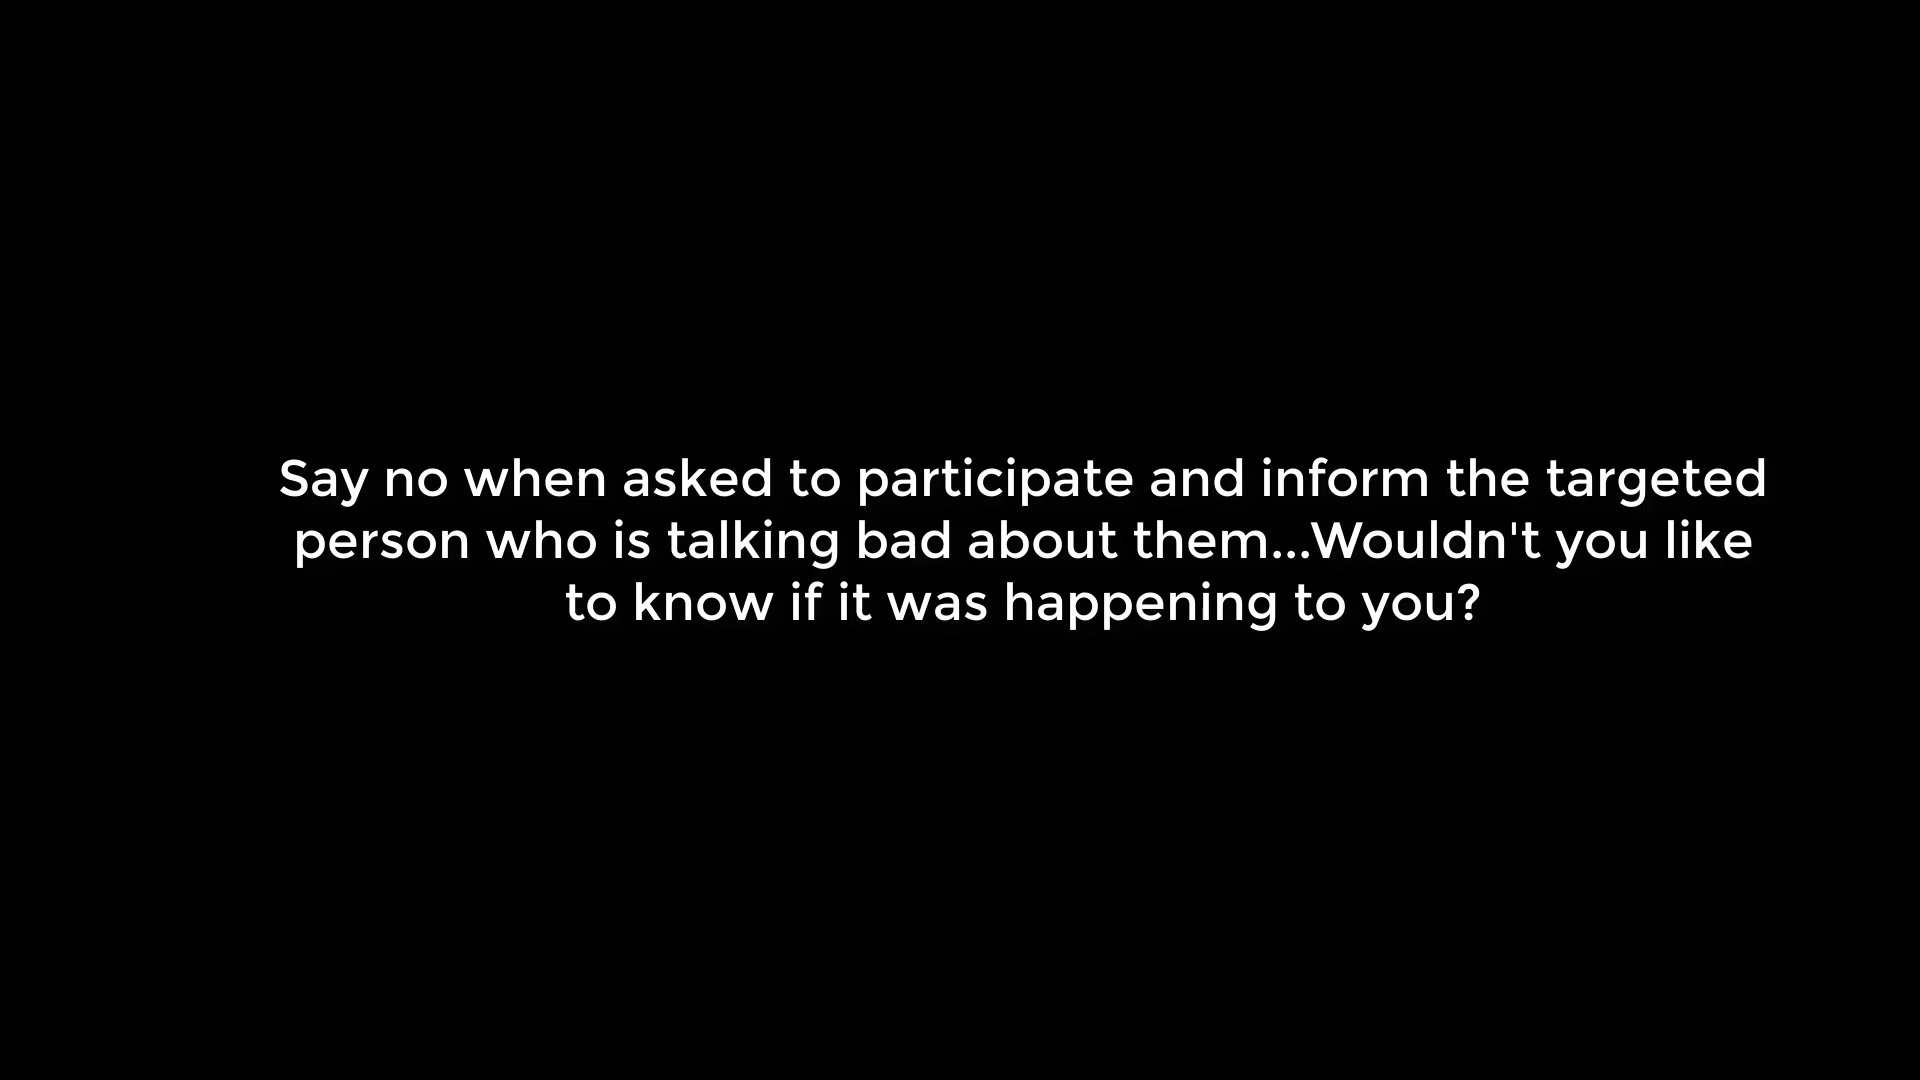 Say no when asked to participate and inform the targeted
person who is talking bad about them...Wouldn't you like
to know if it was happening to you?